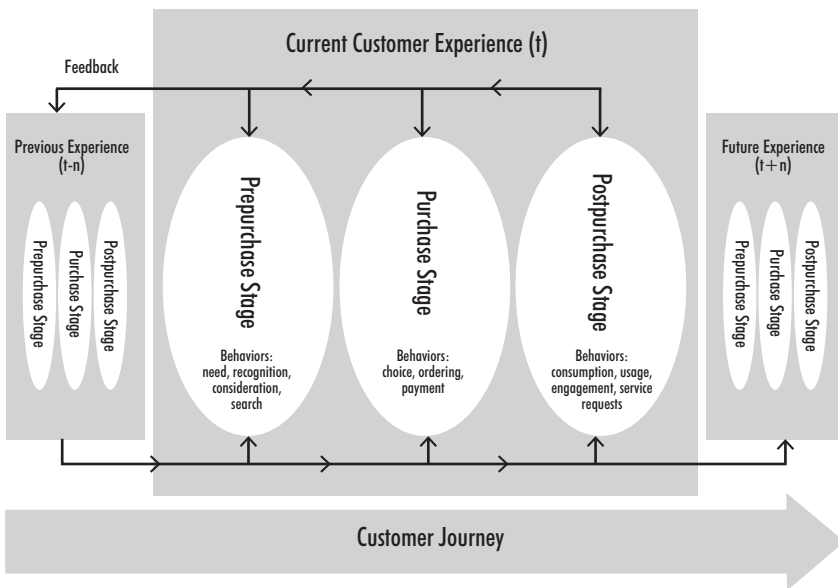 Current Customer Experience (t)
Feedback
Previous Experience
(t-n)
Prepurchase Stage
Purchase Stage
Postpurchase Stage
Prepurchase Stage
Behaviors:
need, recognition,
consideration,
search
Purchase Stage
Behaviors:
choice, ordering,
payment
Postpurchase Stage
Behaviors:
consumption, usage,
engagement, service
requests
Future Experience
(t+n)
Prepurchase Stage
Purchase Stage
Postpurchase Stage
Customer Journey